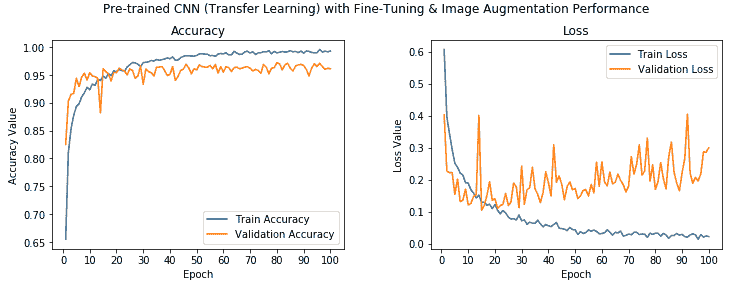 Pre-trained CNN (Transfer Learning) with Fine-Tuning & Image Augmentation Performance
Accuracy
1.00
0.95
0.90
0.85
0.80
0.75
0.70
0.65
Accuracy Value
Train Accuracy
Validation Accuracy
0 10 20 30 40 50 60 70 80 90 100
Epoch
Loss
0.6
0.5
0.4
0.3
0.2
0.1
0.0
Loss Value
Train Loss
Validation Loss
0 10 20 30 40 50 60 70 80 90 100
Epoch